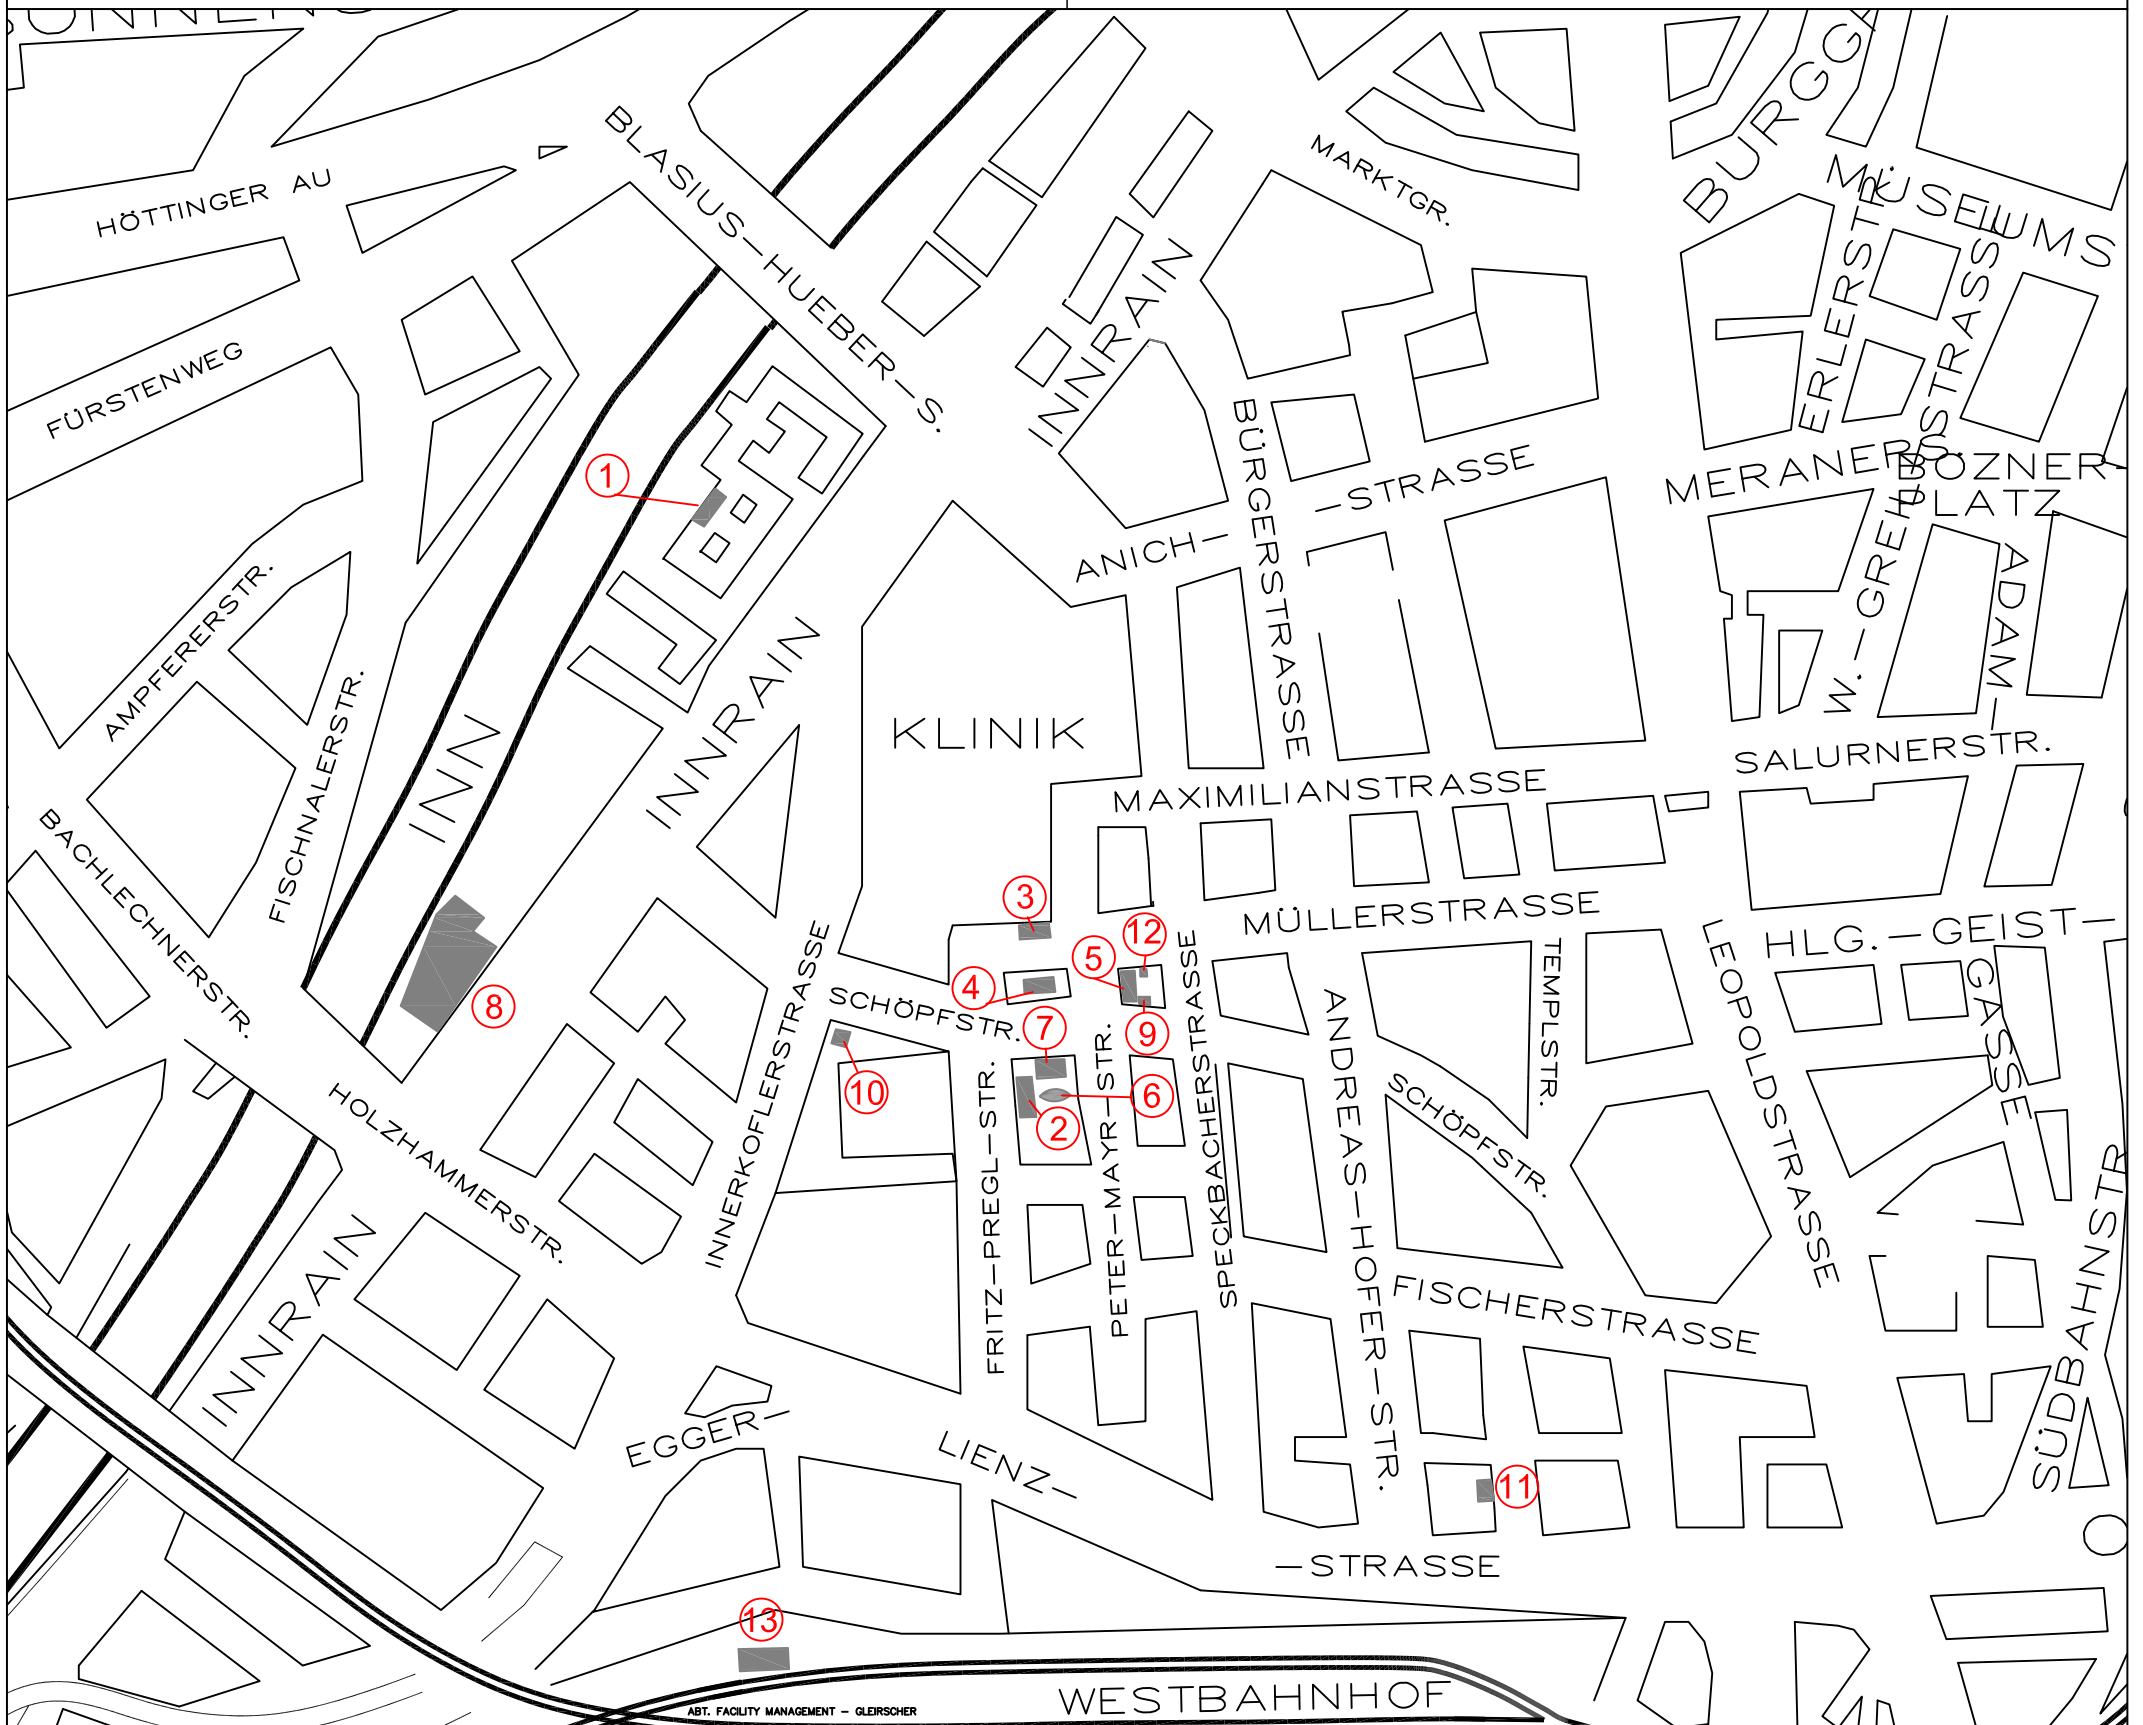 BLASIUS-HUEBER-S.
MARKTGR.
MUSEUMS
HÖTTINGER AU
ERLERSTR.
INNRAIN
FÜRSTENWEG
BÜRGERSTRASSE
-STRASSE
MERANERS.
BOZNER-
PLATZ
1
ANICH-
W.-GREIL-STRASSE
ADAM-
AMPFERERSTR.
FISCHNALERSTR.
INN
INNRAIN
KLINIK
SALURNERSTR.
MAXIMILIANSTRASSE
BACHLECHNERSTR.
MÜLLERSTRASSE
HLG.-GEIST-
GASSE
3
12
5
4
8
SCHÖPFSTR.
7
9
10
6
2
INNERKOFLERSTRASSE
FRITZ-PREGL-STR.
PETER-MAYR-STR.
SPECKBACHERSTRASSE
ANDREAS-HOFER-STR.
TEMPLSTR.
LEOPOLDSTRASSE
SCHÖPFSTR.
HOLZHAMMERSTR.
INNRAIN
FISCHERSTRASSE
SÜDBAHNSTR
EGGER-
LIENZ-
11
-STRASSE
13
WESTBAHNHOF
ABT. FACILITY MANAGEMENT - GLEIRSCHER